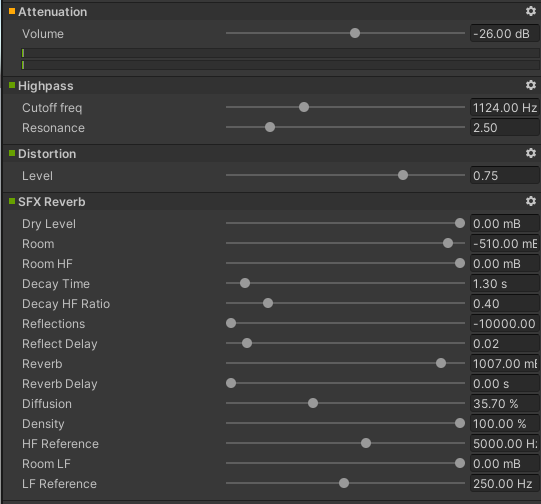 Attenuation
Volume -26.00 dB
Highpass
Cutoff freq 1124.00 Hz
Resonance 2.50
Distortion
Level 0.75
SFX Reverb
Dry Level 0.00 mB
Room -510.00 mB
Room HF 0.00 mB
Decay Time 1.30 s
Decay HF Ratio 0.40
Reflections -10000.00
Reflect Delay 0.02
Reverb 1007.00 mB
Reverb Delay 0.00 s
Diffusion 35.70 %
Density 100.00 %
HF Reference 5000.00 Hz
Room LF 0.00 mB
LF Reference 250.00 Hz